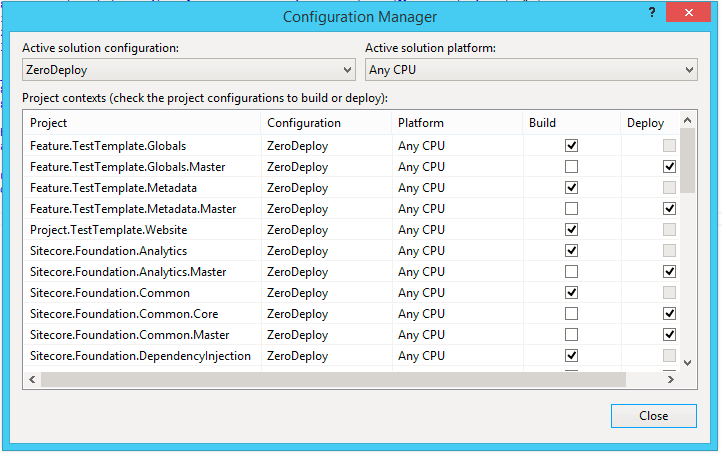 Configuration Manager
?
Active solution configuration: Active solution platform:
ZeroDeploy Any CPU
Project contexts (check the project configurations to build or deploy):
Project Configuration Platform Build Deploy
Feature.TestTemplate.Globals ZeroDeploy Any CPU
Feature.TestTemplate.Globals.Master ZeroDeploy Any CPU
Feature.TestTemplate.Metadata ZeroDeploy Any CPU
Feature.TestTemplate.Metadata.Master ZeroDeploy Any CPU
Project.TestTemplate.Website ZeroDeploy Any CPU
Sitecore.Foundation.Analytics ZeroDeploy Any CPU
Sitecore.Foundation.Analytics.Master ZeroDeploy Any CPU
Sitecore.Foundation.Common ZeroDeploy Any CPU
Sitecore.Foundation.Common.Core ZeroDeploy Any CPU
Sitecore.Foundation.Common.Master ZeroDeploy Any CPU
Sitecore.Foundation.DependencyInjection ZeroDeploy Any CPU
Close